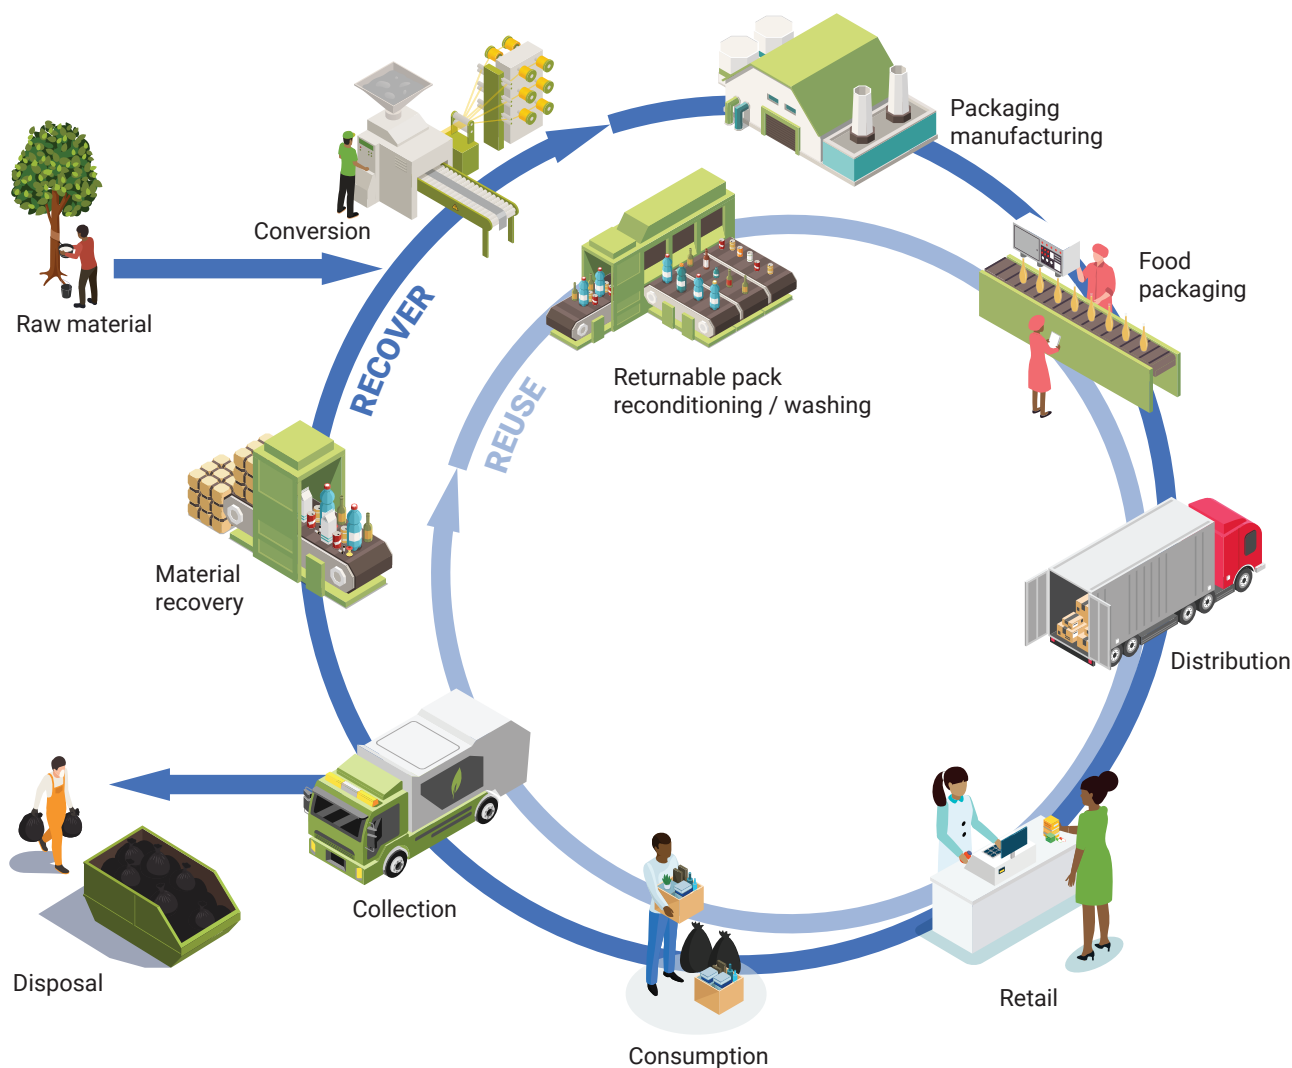 Packaging
manufacturing
Conversion
Raw material
Food
packaging
RECOVER
REUSE
Returnable pack
reconditioning / washing
Material
recovery
Distribution
Collection
Disposal
Retail
Consumption